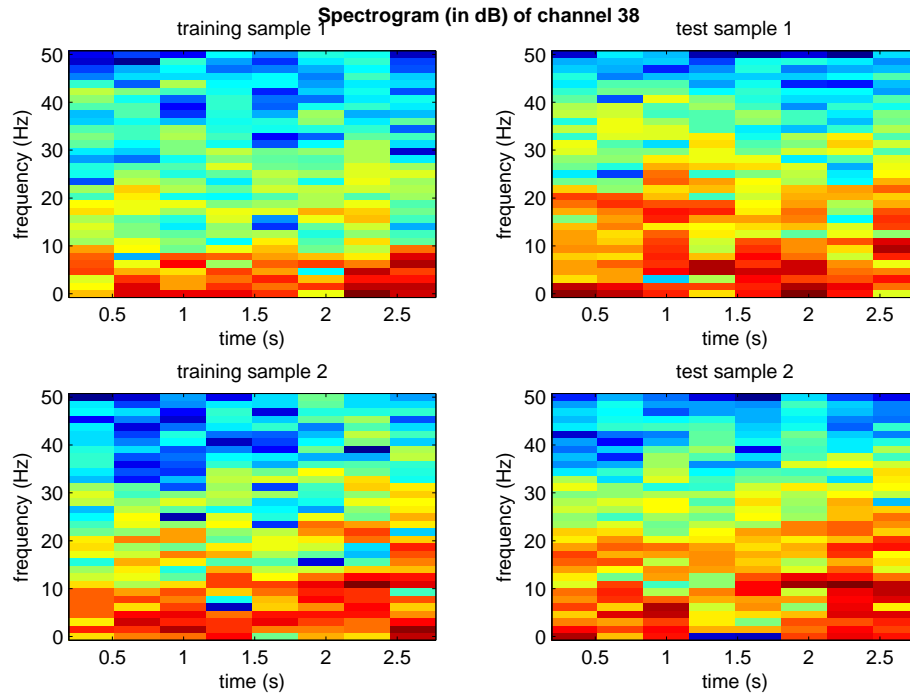 Spectrogram (in dB) of channel 38
training sample 1
50
40
30
20
10
0
frequency (Hz)
0.5 1 1.5 2 2.5
time (s)
test sample 1
50
40
30
20
10
0
frequency (Hz)
0.5 1 1.5 2 2.5
time (s)
training sample 2
50
40
30
20
10
0
frequency (Hz)
0.5 1 1.5 2 2.5
time (s)
test sample 2
50
40
30
20
10
0
frequency (Hz)
0.5 1 1.5 2 2.5
time (s)